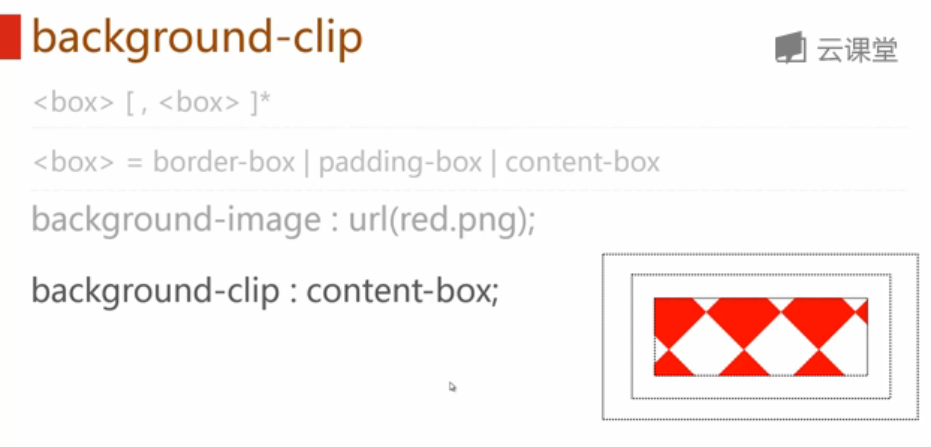 background-clip
云课堂
<box> [ , <box> ]*
<box> = border-box | padding-box | content-box
background-image : url(red.png);
background-clip : content-box;